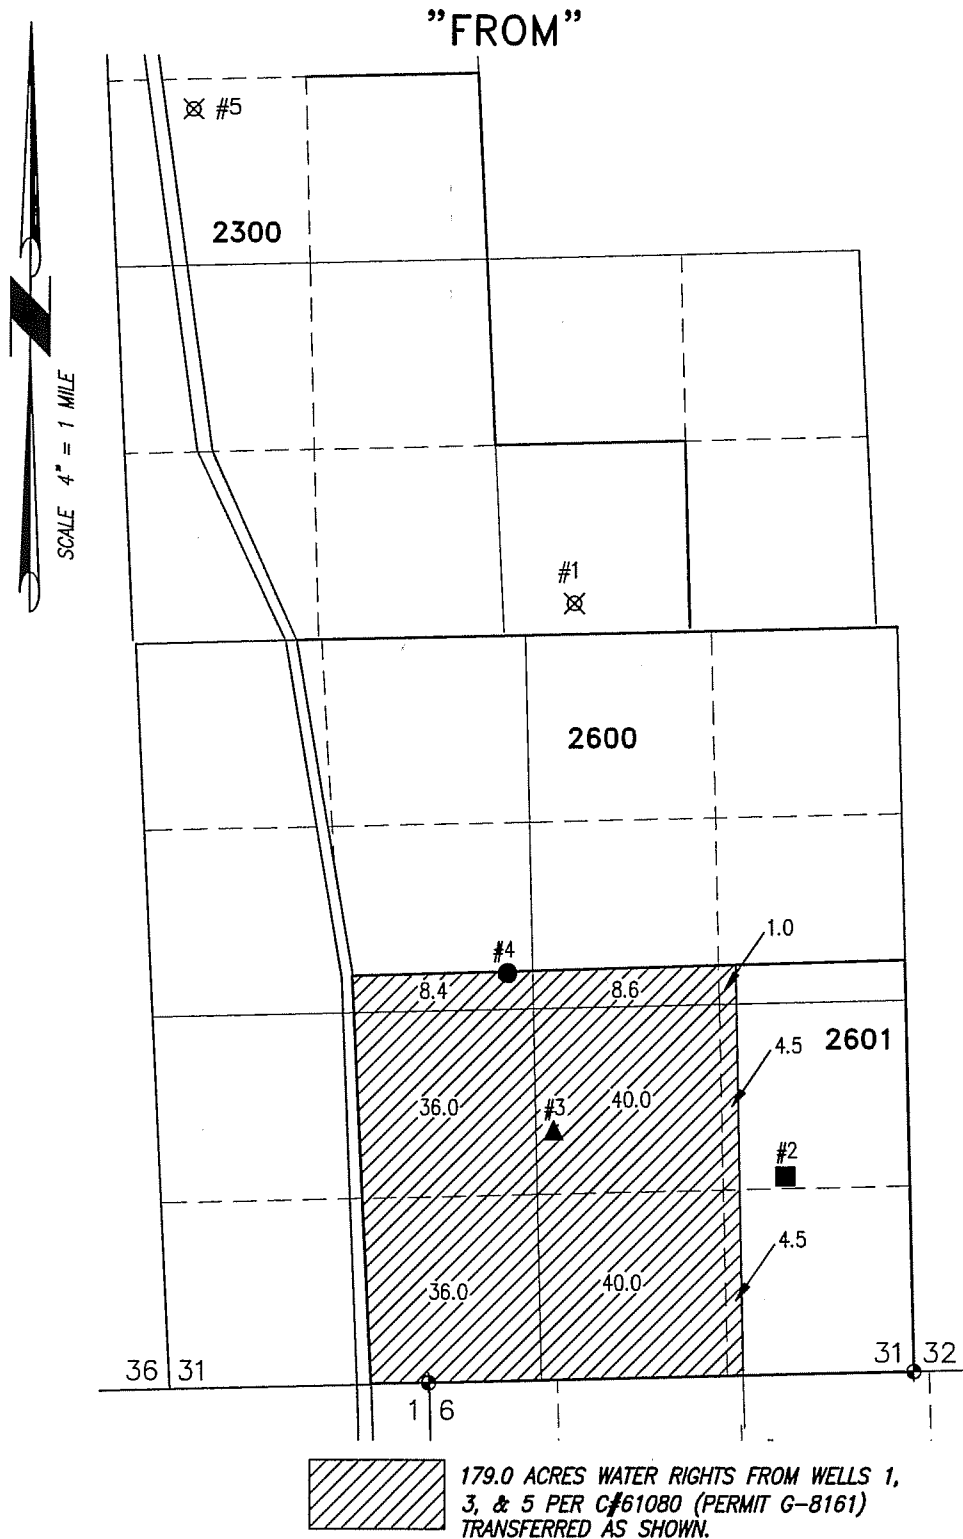 "FROM"
#5
2300
SCALE 4" = 1 MILE
#1
2600
1.0
#4
8.4 8.6
2601
4.5
36.0 #3 40.0
#2
4.5
36.0 40.0
36 31 31 32
1 6
179.0 ACRES WATER RIGHTS FROM WELLS 1,
3, & 5 PER C#61080 (PERMIT G-8161)
TRANSFERRED AS SHOWN.